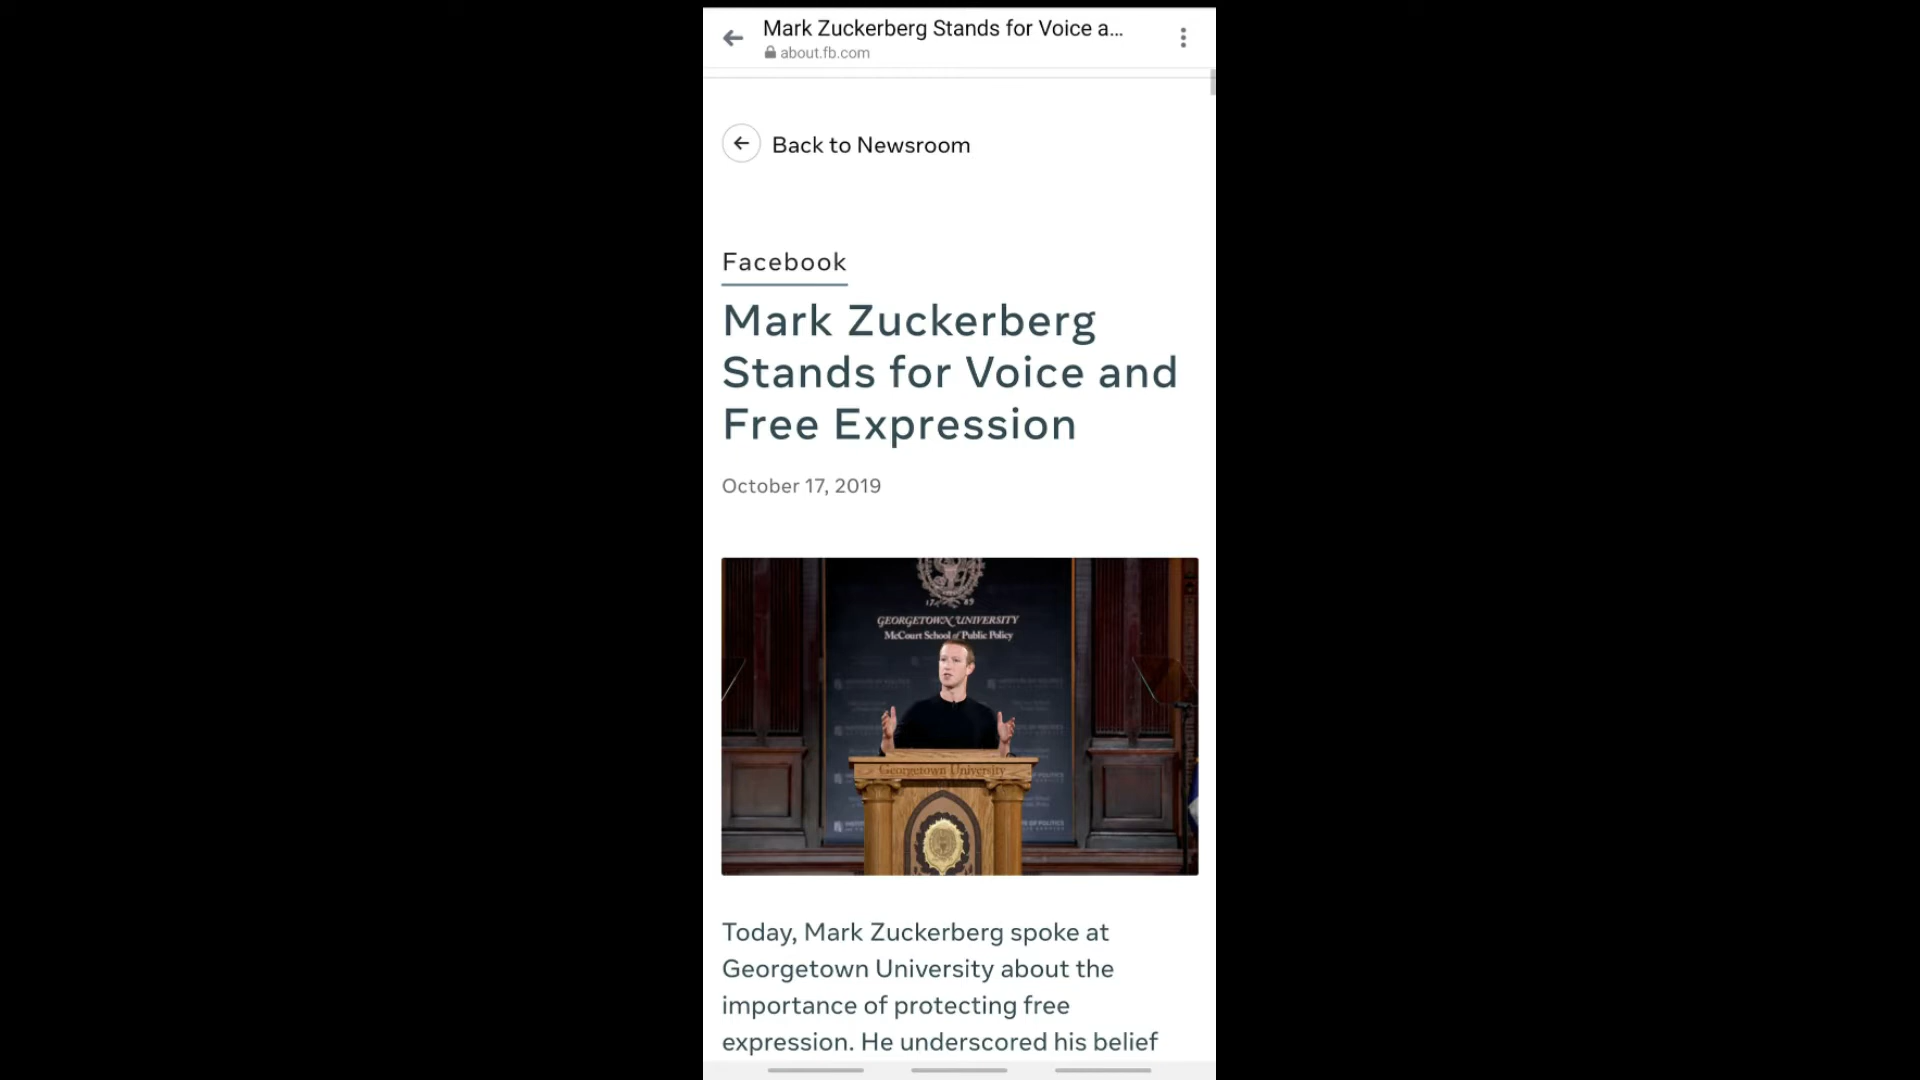 Mark Zuckerberg Stands for Voice a...
about.fb.com
Back to Newsroom
Facebook
Mark Zuckerberg
Stands for Voice and
Free Expression
October 17, 2019
17 89
GEORGETOWN UNIVERSITY
McCourt School of Public Policy
Georgetown University
Today, Mark Zuckerberg spoke at
Georgetown University about the
importance of protecting free
expression. He underscored his belief